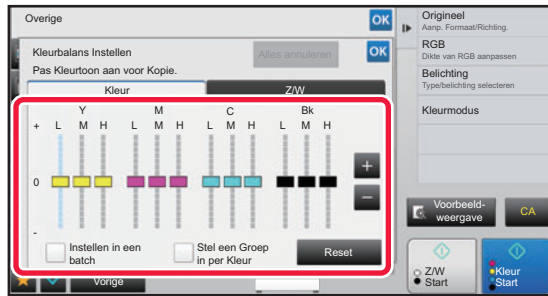 Overige
OK
Kleurbalans Instellen
Alles annuleren
OK
Pas Kleurtoon aan voor Kopie.
Kleur
Z/W
Y M C Bk
+ L M H L M H L M H L M H
+
0
-
-
Instellen in een
batch
Stel een Groep
in per Kleur
Reset
Vorige
Origineel
Aanp. Formaat/Richting.
RGB
Dikte van RGB aanpassen
Belichting
Type/belichting selecteren
Kleurmodus
Voorbeeld-
weergave
CA
Z/W
Start
Kleur
Start